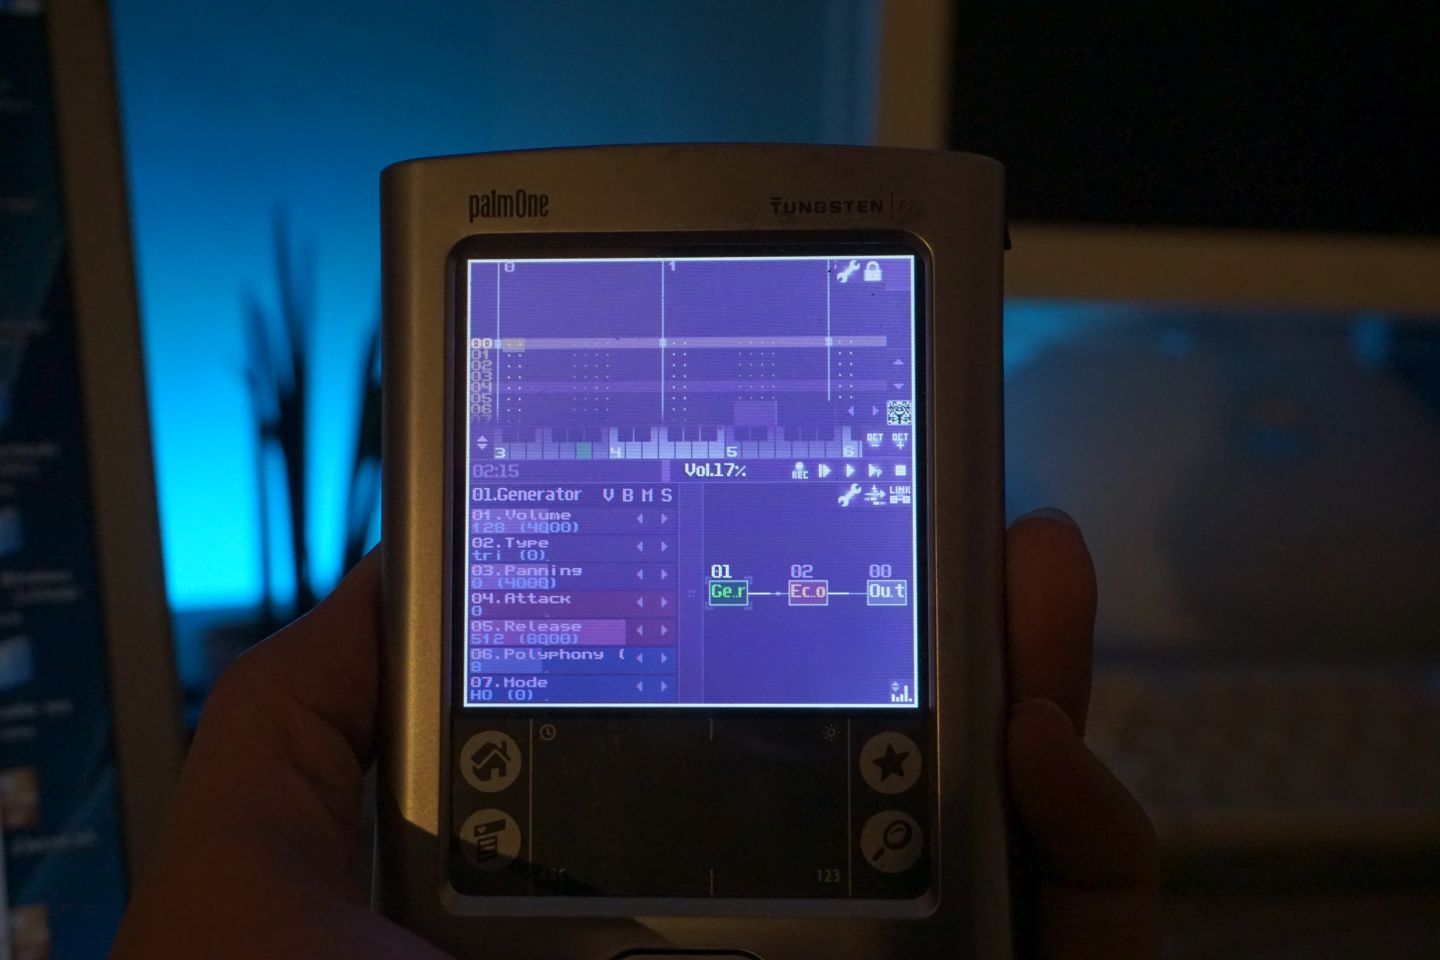 palmOne
TUNGSTEN | E2
0 1
00
01
02
03
04
05
06
3 4 5 6 OCT - OCT +
02:15 Vol.17% REC
01.Generator V B M S LINK
01.Volume
128 (4000)
02.Type
tri (0)
03.Panning
0 (4000)
04.Attack
0
05.Release
512 (8000)
06.Polyphony (
8
07.Mode
HQ (0)
01 02 00
Ge..r Ec.o Ou.t
123